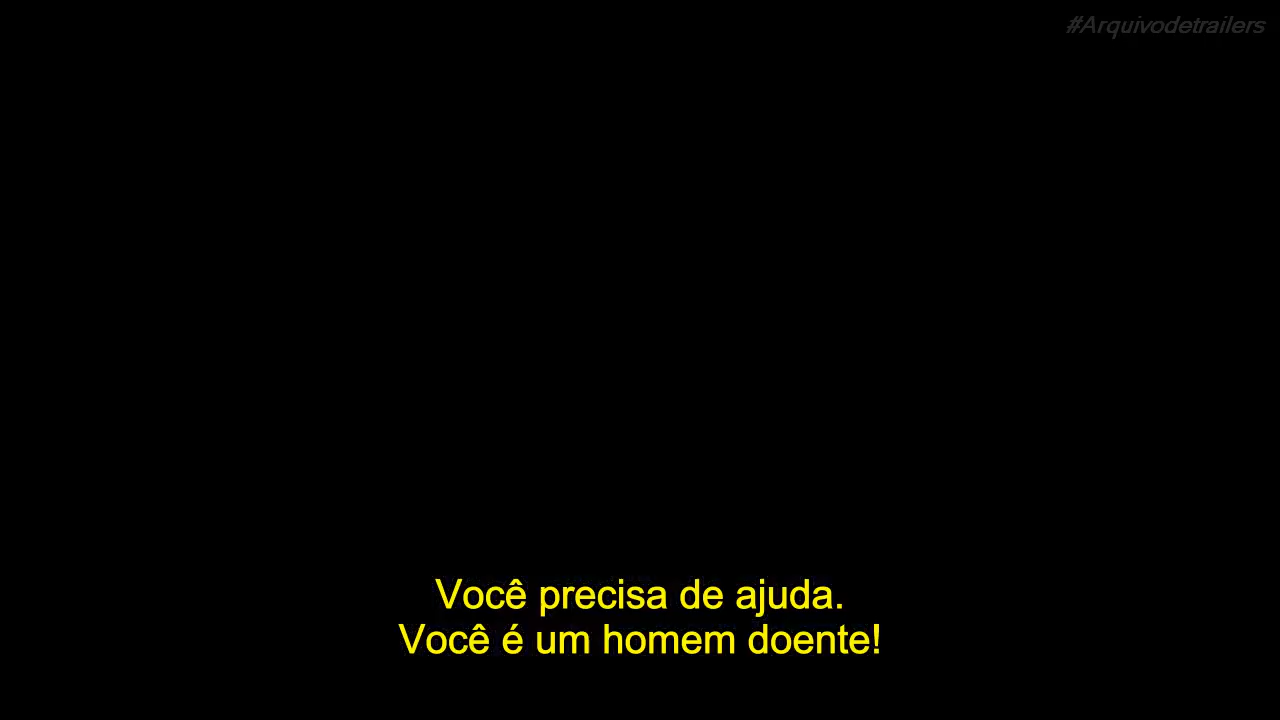 #Arquivodetrailers
Você precisa de ajuda.
Você é um homem doente!